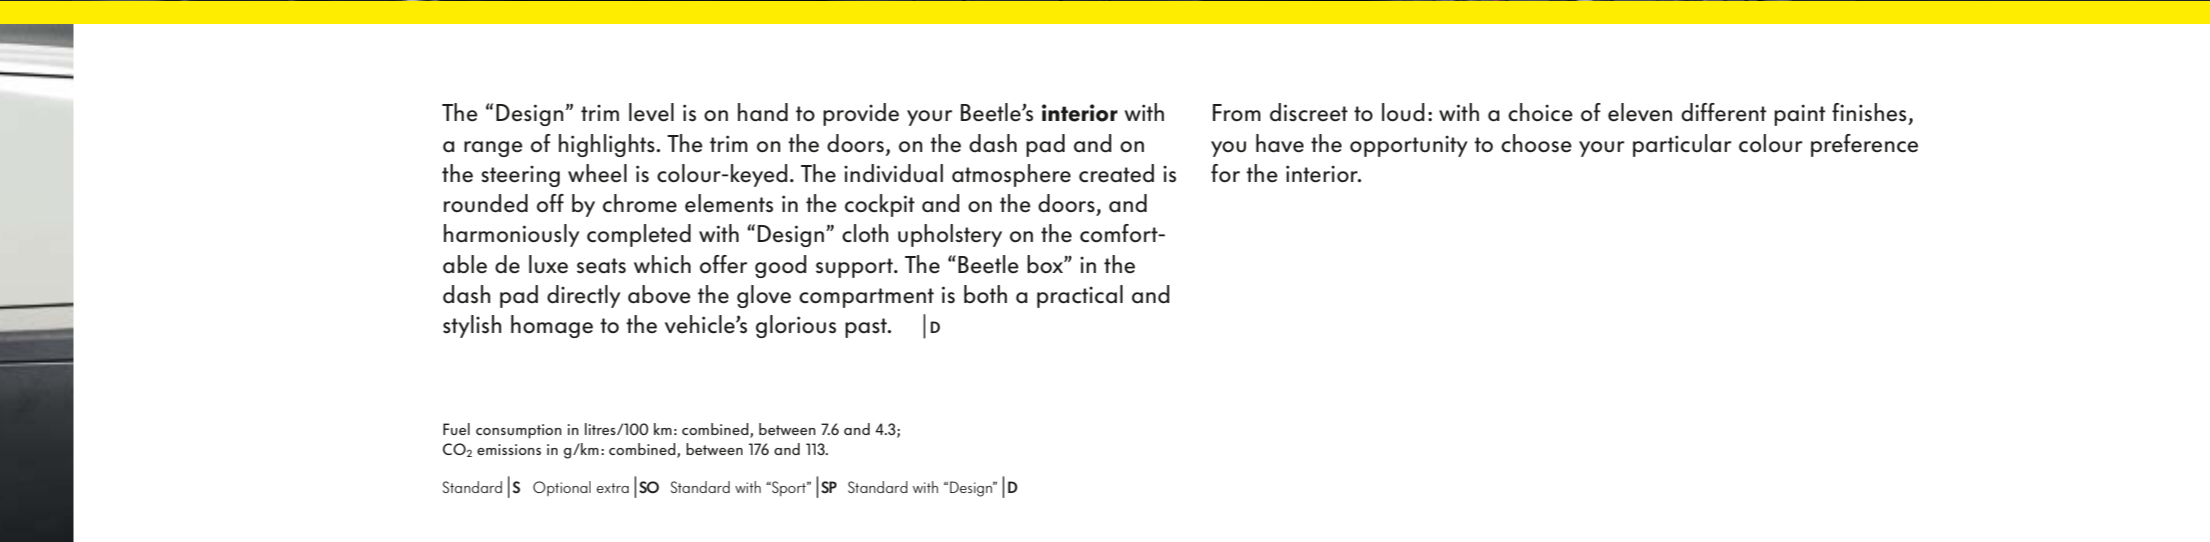 The “Design” trim level is on hand to provide your Beetle’s interior with
a range of highlights. The trim on the doors, on the dash pad and on
the steering wheel is colour-keyed. The individual atmosphere created is
rounded off by chrome elements in the cockpit and on the doors, and
harmoniously completed with “Design” cloth upholstery on the comfort-
able de luxe seats which offer good support. The “Beetle box” in the
dash pad directly above the glove compartment is both a practical and
stylish homage to the vehicle’s glorious past. |D
From discreet to loud: with a choice of eleven different paint finishes,
you have the opportunity to choose your particular colour preference
for the interior.
Fuel consumption in litres/100 km: combined, between 7.6 and 4.3;
CO₂ emissions in g/km: combined, between 176 and 113.
Standard |S Optional extra |SO Standard with “Sport” |SP Standard with “Design” |D